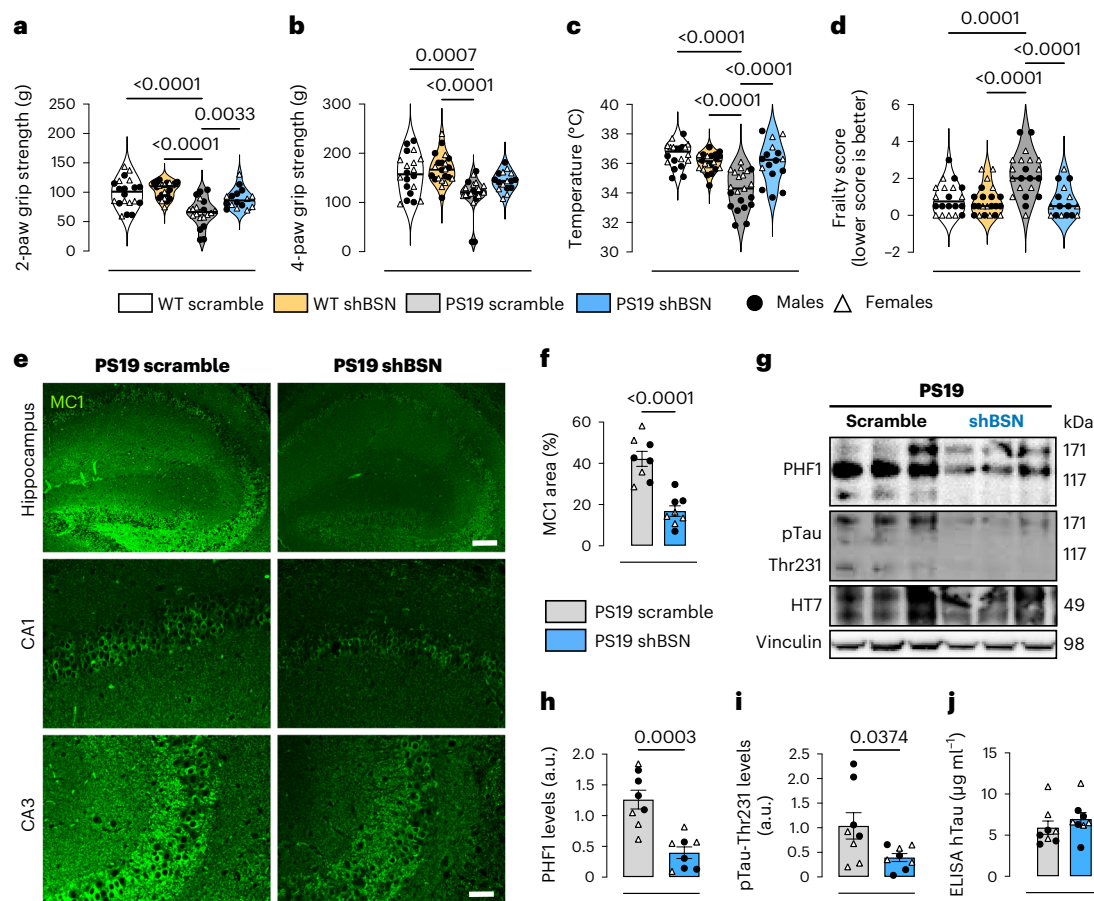 a
b
c
d
2-paw grip strength (g)
250
200
150
100
50
0
<0.0001
0.0033
<0.0001
4-paw grip strength (g)
300
200
100
0
0.0007
<0.0001
Temperature (°C)
40
38
36
34
32
30
<0.0001
<0.0001
<0.0001
Frailty score
(lower score is better)
6
4
2
0
–2
0.0001
<0.0001
<0.0001
WT scramble
WT shBSN
PS19 scramble
PS19 shBSN
Males
Females
e
PS19 scramble
PS19 shBSN
MC1
Hippocampus
CA1
CA3
f
<0.0001
MC1 area (%)
60
40
20
0
PS19 scramble
PS19 shBSN
g
PS19
Scramble
shBSN
kDa
PHF1
171
117
pTau
Thr231
171
117
HT7
49
Vinculin
98
h
0.0003
PHF1 levels (a.u.)
2.0
1.5
1.0
0.5
0
i
0.0374
pTau-Thr231 levels
(a.u.)
2.5
2.0
1.5
1.0
0.5
0
j
ELISA hTau (µg ml⁻¹)
15
10
5
0